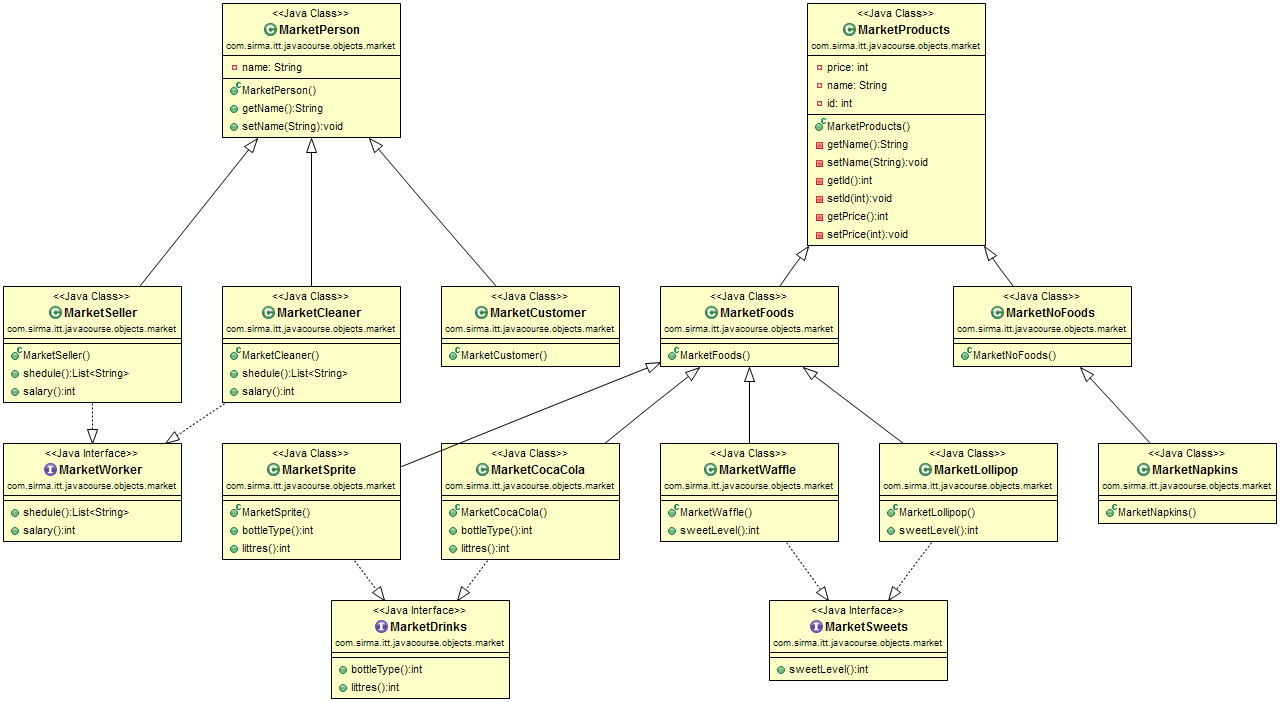 <<Java Class>>
MarketPerson
com.sirma.itt.javacourse.objects.market
name: String
MarketPerson()
getName():String
setName(String):void
<<Java Class>>
MarketProducts
com.sirma.itt.javacourse.objects.market
price: int
name: String
id: int
MarketProducts()
getName():String
setName(String):void
getId():int
setId(int):void
getPrice():int
setPrice(int):void
<<Java Class>>
MarketSeller
com.sirma.itt.javacourse.objects.market
MarketSeller()
shedule():List<String>
salary():int
<<Java Class>>
MarketCleaner
com.sirma.itt.javacourse.objects.market
MarketCleaner()
shedule():List<String>
salary():int
<<Java Class>>
MarketCustomer
com.sirma.itt.javacourse.objects.market
MarketCustomer()
<<Java Class>>
MarketFoods
com.sirma.itt.javacourse.objects.market
MarketFoods()
<<Java Class>>
MarketNoFoods
com.sirma.itt.javacourse.objects.market
MarketNoFoods()
<<Java Interface>>
MarketWorker
com.sirma.itt.javacourse.objects.market
shedule():List<String>
salary():int
<<Java Class>>
MarketSprite
com.sirma.itt.javacourse.objects.market
MarketSprite()
bottleType():int
littres():int
<<Java Class>>
MarketCocaCola
com.sirma.itt.javacourse.objects.market
MarketCocaCola()
bottleType():int
littres():int
<<Java Class>>
MarketWaffle
com.sirma.itt.javacourse.objects.market
MarketWaffle()
sweetLevel():int
<<Java Class>>
MarketLollipop
com.sirma.itt.javacourse.objects.market
MarketLollipop()
sweetLevel():int
<<Java Class>>
MarketNapkins
com.sirma.itt.javacourse.objects.market
MarketNapkins()
<<Java Interface>>
MarketDrinks
com.sirma.itt.javacourse.objects.market
bottleType():int
littres():int
<<Java Interface>>
MarketSweets
com.sirma.itt.javacourse.objects.market
sweetLevel():int